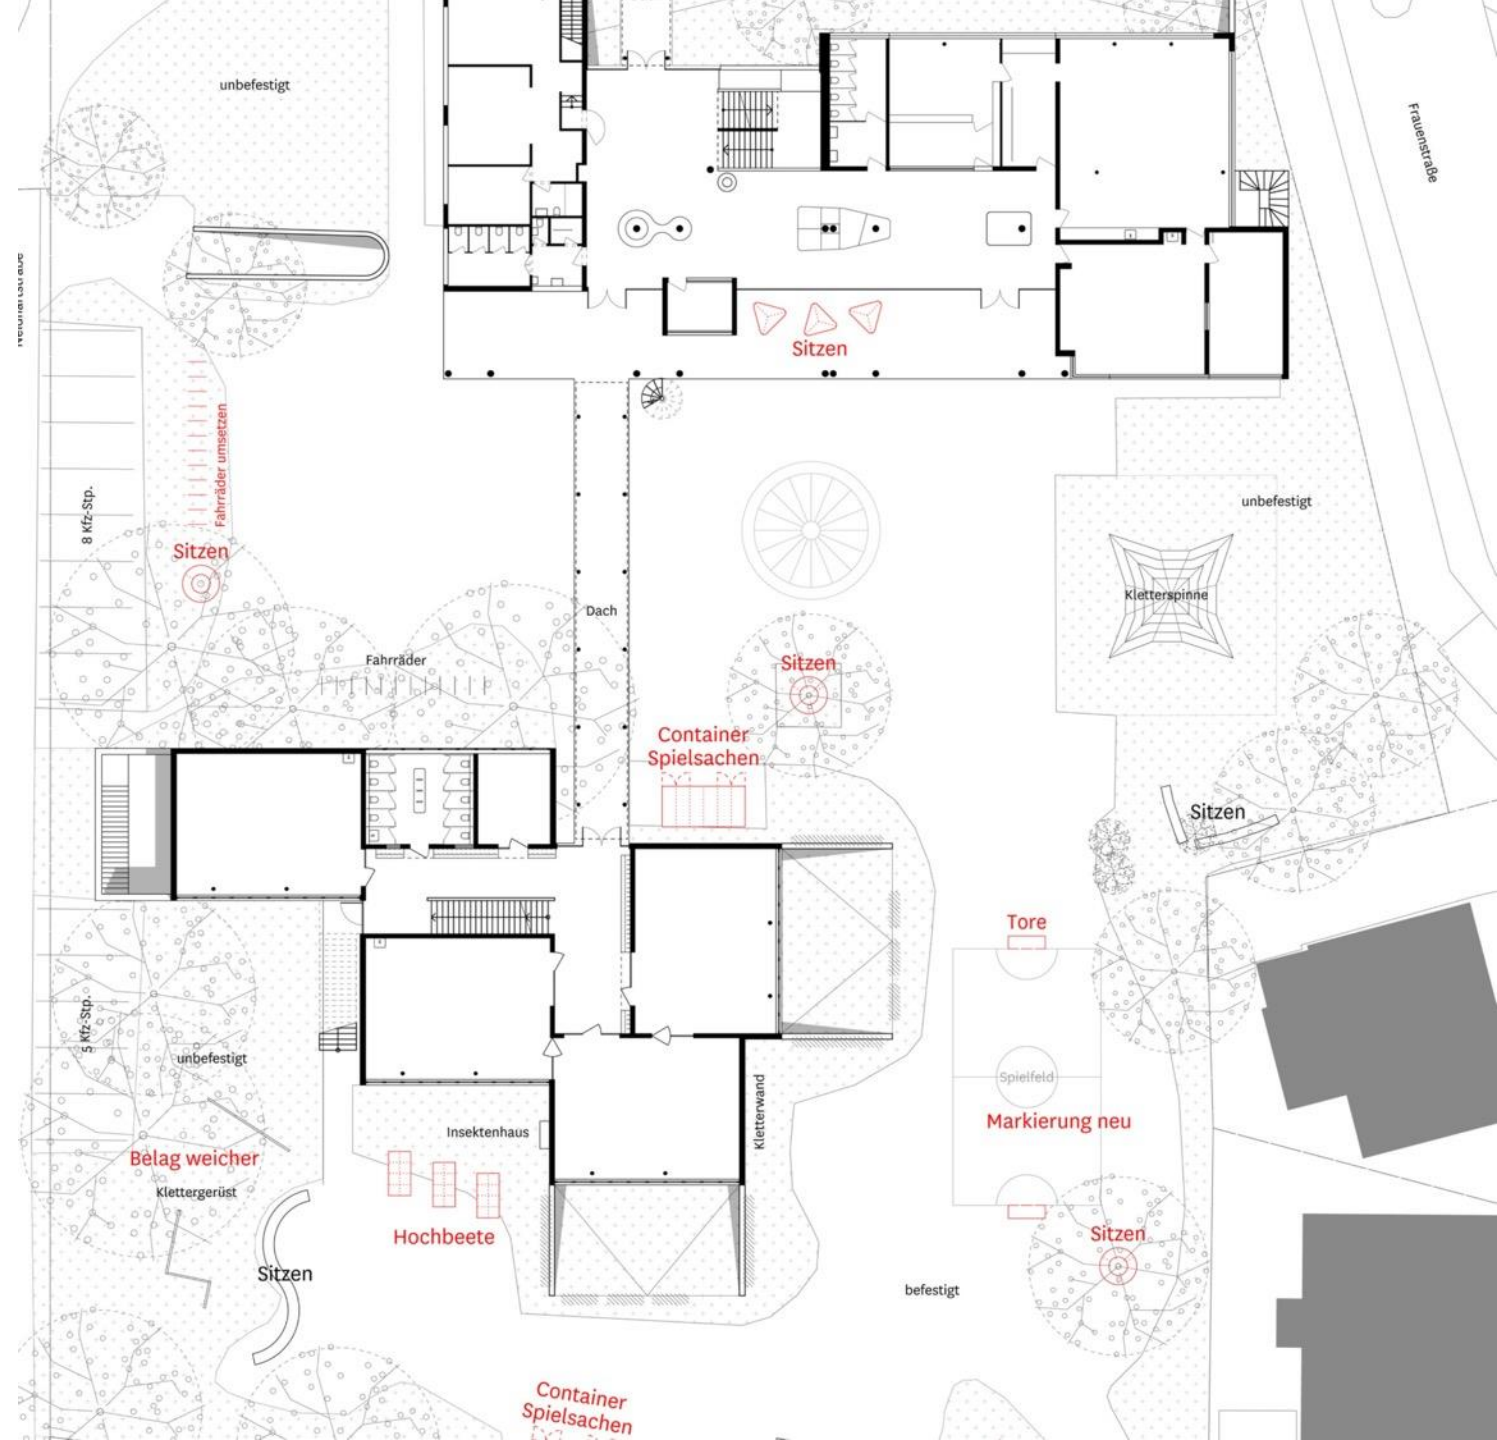 unbefestigt
Frauenstraße
Sitzen
Fahrräder umsetzen
8 Kfz-Stp.
unbefestigt
Sitzen
Kletterspinne
Dach
Fahrräder
Sitzen
Container
Spielsachen
Sitzen
Tore
5 Kfz-Stp.
unbefestigt
Spielfeld
Kletterwand
Markierung neu
Insektenhaus
Belag weicher
Klettergerüst
Hochbeete
Sitzen
Sitzen
befestigt
Container
Spielsachen